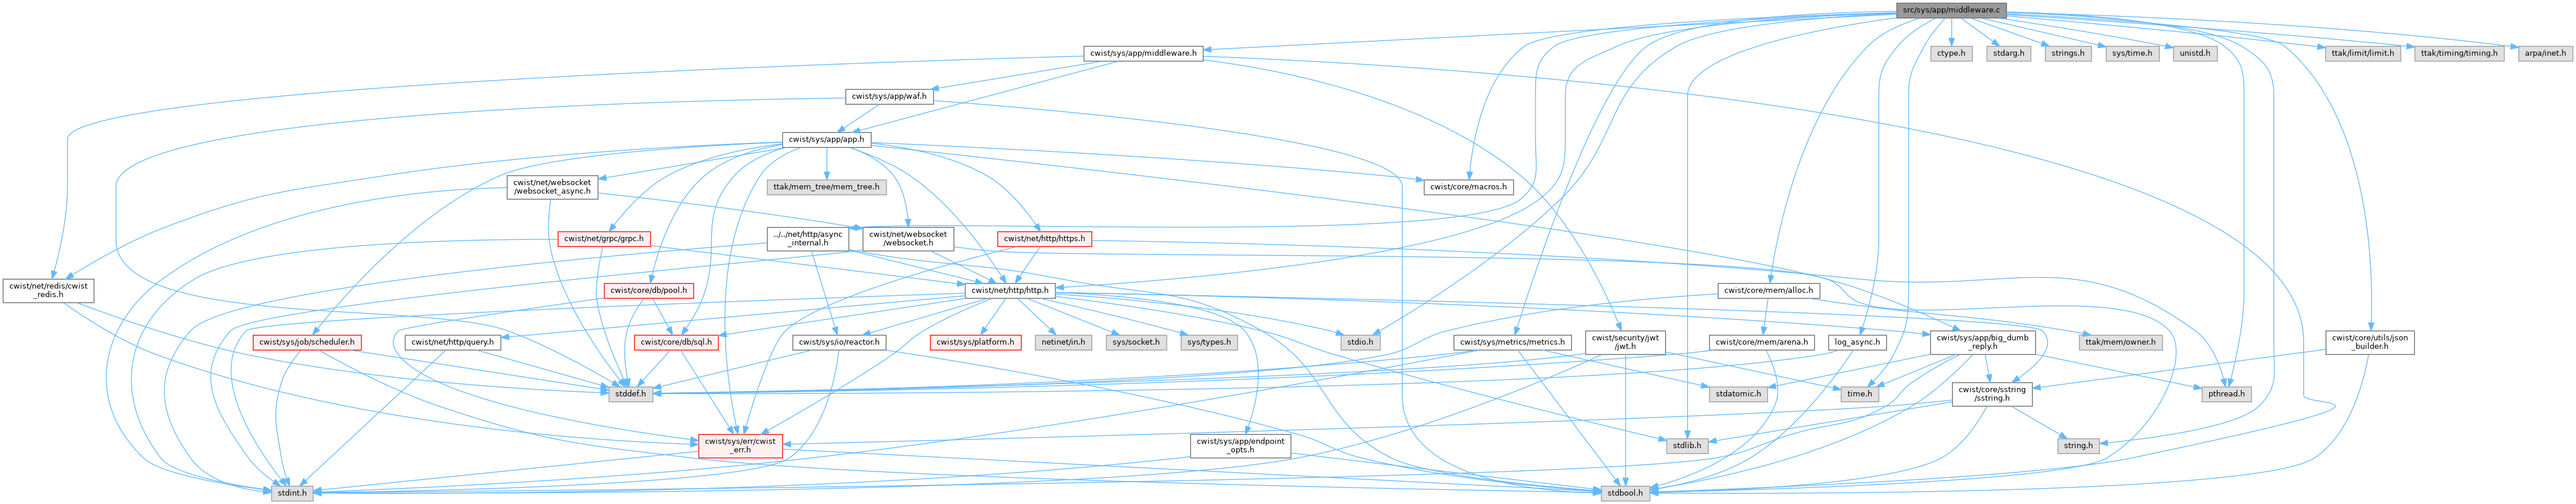 src/sys/app/middleware.c
cwist/sys/app/middleware.h
ctype.h
stdarg.h
strings.h
sys/time.h
unistd.h
ttak/limit/limit.h
ttak/timing/timing.h
arpa/inet.h
cwist/sys/app/waf.h
cwist/sys/app/app.h
cwist/net/websocket
/websocket_async.h
ttak/mem_tree/mem_tree.h
cwist/core/macros.h
cwist/net/grpc/grpc.h
../../net/http/async
_internal.h
cwist/net/websocket
/websocket.h
cwist/net/http/https.h
cwist/net/redis/cwist
_redis.h
cwist/core/db/pool.h
cwist/net/http/http.h
cwist/core/mem/alloc.h
cwist/sys/job/scheduler.h
cwist/net/http/query.h
cwist/core/db/sql.h
cwist/sys/io/reactor.h
cwist/sys/platform.h
netinet/in.h
sys/socket.h
sys/types.h
stdio.h
cwist/sys/metrics/metrics.h
cwist/security/jwt
/jwt.h
cwist/core/mem/arena.h
log_async.h
cwist/sys/app/big_dumb
_reply.h
ttak/mem/owner.h
cwist/core/utils/json
_builder.h
stddef.h
stdatomic.h
time.h
cwist/core/sstring
/sstring.h
pthread.h
cwist/sys/err/cwist
_err.h
cwist/sys/app/endpoint
_opts.h
stdlib.h
string.h
stdint.h
stdbool.h